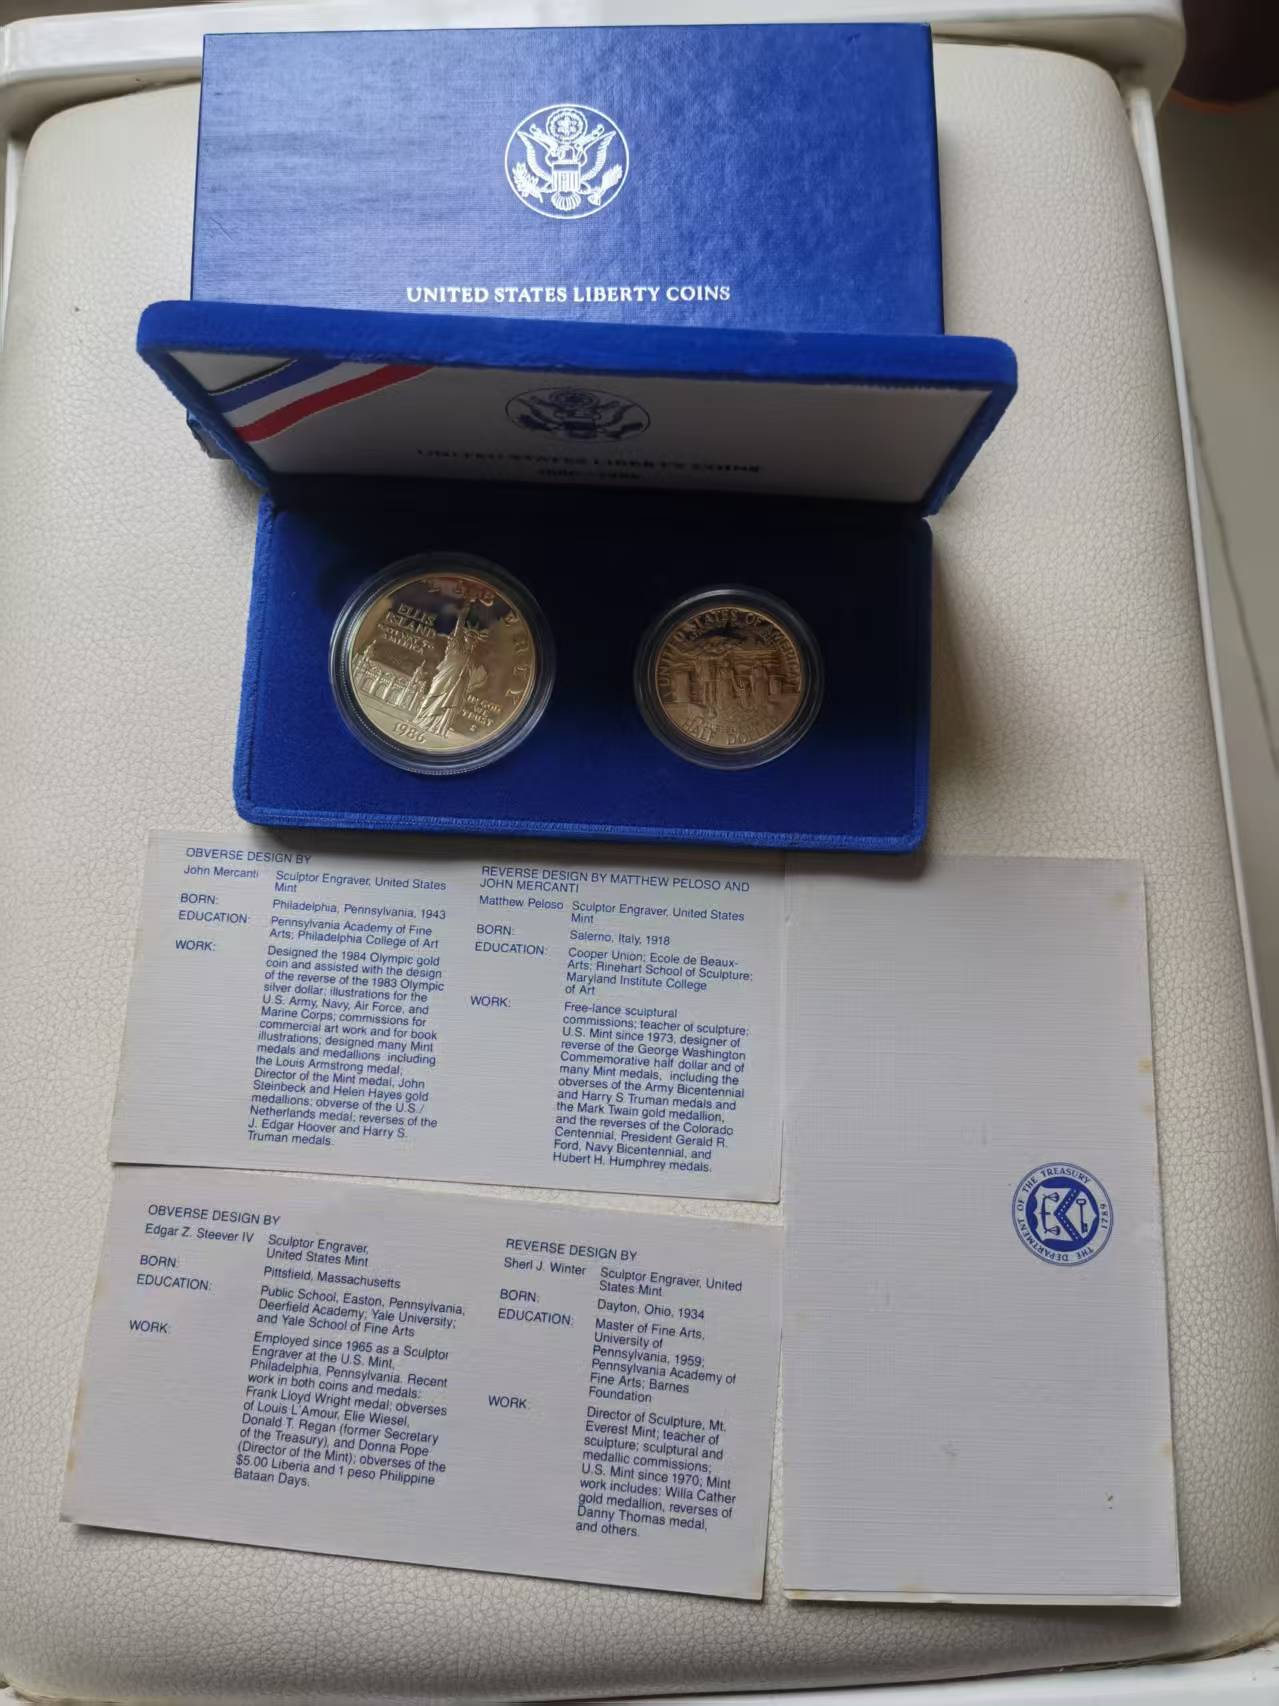 UNITED STATES LIBERTY COINS
UNITED STATES LIBERTY COINS
LIBERTY
ELLIS
ISLAND
GATEWAY TO
AMERICA
IN GOD
WE
TRUST
S
1986
UNITED STATES OF AMERICA
HALF DOLLAR
OBVERSE DESIGN BY
John Mercanti Sculptor Engraver, United States
Mint
BORN: Philadelphia, Pennsylvania, 1943
EDUCATION: Pennsylvania Academy of Fine
Arts; Philadelphia College of Art
WORK: Designed the 1984 Olympic gold
coin and assisted with the design
of the reverse of the 1983 Olympic
silver dollar; illustrations for the
U.S. Army, Navy, Air Force, and
Marine Corps; commissions for
commercial art work and for book
illustrations; designed many Mint
medals and medallions including
the Louis Armstrong medal;
Director of the Mint medal, John
Steinbeck and Helen Hayes gold
medallions; obverse of the U.S./
Netherlands medal; reverses of the
J. Edgar Hoover and Harry S.
Truman medals.
REVERSE DESIGN BY MATTHEW PELOSO AND
JOHN MERCANTI
Matthew Peloso Sculptor Engraver, United States
Mint
BORN: Salerno, Italy, 1918
EDUCATION: Cooper Union; Ecole de Beaux-
Arts; Rinehart School of Sculpture;
Maryland Institute College
of Art
WORK: Free-lance sculptural
commissions; teacher of sculpture;
U.S. Mint since 1973, designer of
reverse of the George Washington
Commemorative half dollar and of
many Mint medals, including the
obverses of the Army Bicentennial
and Harry S Truman medals and
the Mark Twain gold medallion,
and the reverses of the Colorado
Centennial, President Gerald R.
Ford, Navy Bicentennial, and
Hubert H. Humphrey medals.
OBVERSE DESIGN BY
Edgar Z. Steever IV Sculptor Engraver,
United States Mint
BORN: Pittsfield, Massachusetts
EDUCATION: Public School, Easton, Pennsylvania,
Deerfield Academy; Yale University;
and Yale School of Fine Arts
WORK: Employed since 1965 as a Sculptor
Engraver at the U.S. Mint,
Philadelphia, Pennsylvania. Recent
work in both coins and medals:
Frank Lloyd Wright medal; obverses
of Louis L'Amour, Elie Wiesel,
Donald T. Regan (former Secretary
of the Treasury), and Donna Pope
(Director of the Mint); obverses of the
$5.00 Liberia and 1 peso Philippine
Bataan Days.
REVERSE DESIGN BY
Sherl J. Winter Sculptor Engraver, United
States Mint
BORN: Dayton, Ohio, 1934
EDUCATION: Master of Fine Arts,
University of
Pennsylvania, 1959;
Pennsylvania Academy of
Fine Arts; Barnes
Foundation
WORK: Director of Sculpture, Mt.
Everest Mint; teacher of
sculpture; sculptural and
medallic commissions;
U.S. Mint since 1970; Mint
work includes: Willa Cather
gold medallion, reverses of
Danny Thomas medal,
and others.
THE DEPARTMENT OF THE TREASURY
1789